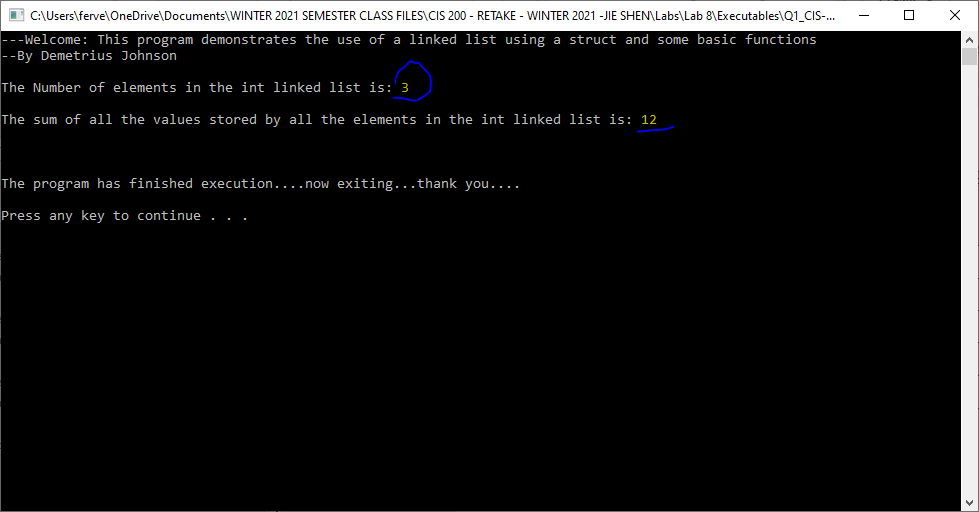 C:\Users\ferve\OneDrive\Documents\WINTER 2021 SEMESTER CLASS FILES\CIS 200 - RETAKE - WINTER 2021 -JIE SHEN\Labs\Lab 8\Executables\Q1_CIS-...
---Welcome: This program demonstrates the use of a linked list using a struct and some basic functions
--By Demetrius Johnson
The Number of elements in the int linked list is: 3
The sum of all the values stored by all the elements in the int linked list is: 12
The program has finished execution....now exiting...thank you....
Press any key to continue . . .